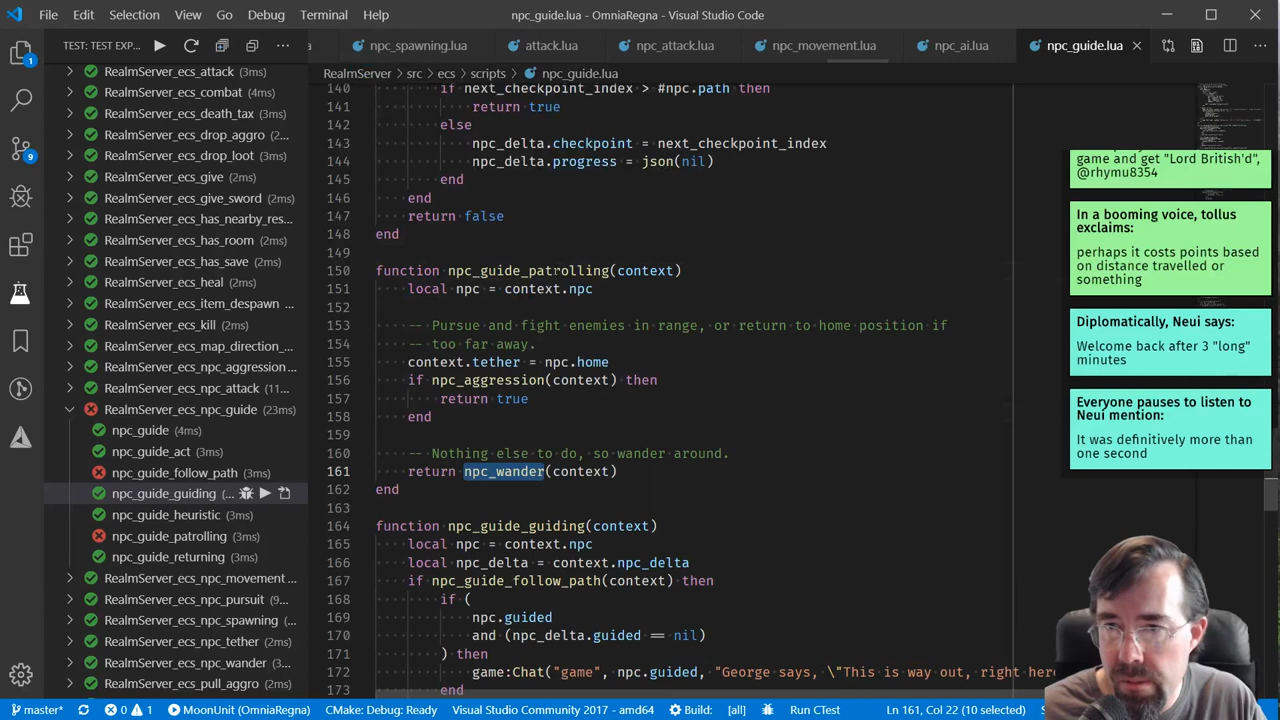 File Edit Selection View Go Debug Terminal Help
npc_guide.lua - OmniaRegna - Visual Studio Code
TEST: TEST EXP...
npc_spawning.lua attack.lua npc_attack.lua npc_movement.lua npc_ai.lua npc_guide.lua
RealmServer > src > ecs > scripts > npc_guide.lua
RealmServer_ecs_attack (3ms)
RealmServer_ecs_combat (4ms)
RealmServer_ecs_death_tax (3ms)
RealmServer_ecs_drop_aggro (2ms)
RealmServer_ecs_drop_loot (2ms)
RealmServer_ecs_give (2ms)
RealmServer_ecs_give_sword (2ms)
RealmServer_ecs_has_nearby_res...
RealmServer_ecs_has_room (3ms)
RealmServer_ecs_has_save (2ms)
RealmServer_ecs_heal (2ms)
RealmServer_ecs_item_despawn (3ms)
RealmServer_ecs_kill (2ms)
RealmServer_ecs_map_direction_...
RealmServer_ecs_npc_aggression ...
RealmServer_ecs_npc_attack (11...
RealmServer_ecs_npc_guide (23ms)
npc_guide (4ms)
npc_guide_act (3ms)
npc_guide_follow_path (3ms)
npc_guide_guiding (...
npc_guide_heuristic (3ms)
npc_guide_patrolling (3ms)
npc_guide_returning (3ms)
RealmServer_ecs_npc_movement ...
RealmServer_ecs_npc_pursuit (9...
RealmServer_ecs_npc_spawning (...
RealmServer_ecs_npc_tether (2ms)
RealmServer_ecs_npc_wander (3...
RealmServer_ecs_pull_aggro (2ms)
140 if next_checkpoint_index > #npc.path then
141 return true
142 else
143 npc_delta.checkpoint = next_checkpoint_index
144 npc_delta.progress = json(nil)
145 end
146 end
147 return false
148 end
149
150 function npc_guide_patrolling(context)
151 local npc = context.npc
152
153 -- Pursue and fight enemies in range, or return to home position if
154 -- too far away.
155 context.tether = npc.home
156 if npc_aggression(context) then
157 return true
158 end
159
160 -- Nothing else to do, so wander around.
161 return npc_wander(context)
162 end
163
164 function npc_guide_guiding(context)
165 local npc = context.npc
166 local npc_delta = context.npc_delta
167 if npc_guide_follow_path(context) then
168 if (
169 npc.guided
170 and (npc_delta.guided == nil)
171 ) then
172 game:Chat("game", npc.guided, "George says, \"This is way out, right here
173 end
game and get "Lord British'd",
@rhymu8354
In a booming voice, tollus
exclaims:
perhaps it costs points based
on distance travelled or
something
Diplomatically, Neui says:
Welcome back after 3 "long"
minutes
Everyone pauses to listen to
Neui mention:
It was definitively more than
one second
1
9
master* 0 1 MoonUnit (OmniaRegna) CMake: Debug: Ready Visual Studio Community 2017 - amd64 Build: [all] Run CTest Ln 161, Col 22 (10 selected)